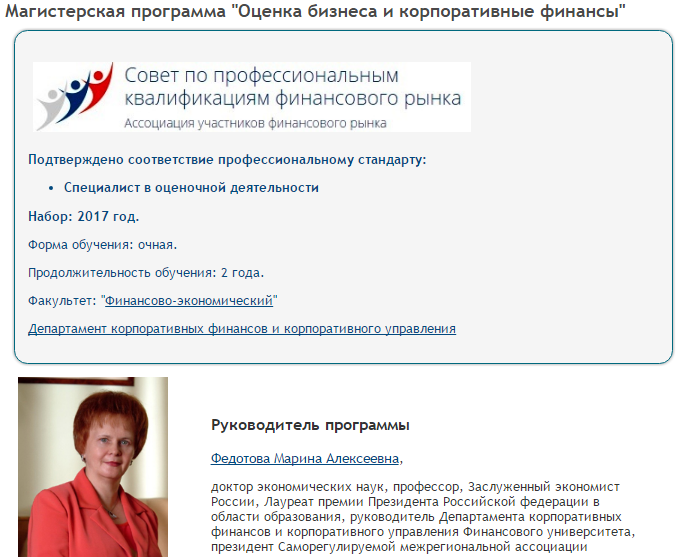 Магистерская программа "Оценка бизнеса и корпоративные финансы"
Совет по профессиональным
квалификациям финансового рынка
Ассоциация участников финансового рынка
Подтверждено соответствие профессиональному стандарту:
• Специалист в оценочной деятельности
Набор: 2017 год.
Форма обучения: очная.
Продолжительность обучения: 2 года.
Факультет: "Финансово-экономический"
Департамент корпоративных финансов и корпоративного управления
Руководитель программы
Федотова Марина Алексеевна,
доктор экономических наук, профессор, Заслуженный экономист
России, Лауреат премии Президента Российской федерации в
области образования, руководитель Департамента корпоративных
финансов и корпоративного управления Финансового университета,
президент Саморегулируемой межрегиональной ассоциации